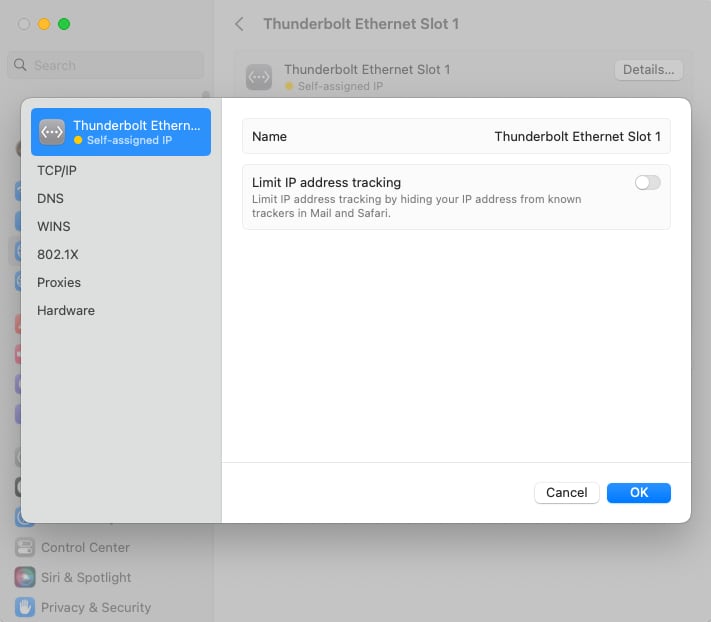 Thunderbolt Ethernet Slot 1
Search
Thunderbolt Ethernet Slot 1
Self-assigned IP
Details...
Thunderbolt Ethern...
Self-assigned IP
TCP/IP
DNS
WINS
802.1X
Proxies
Hardware
Name
Thunderbolt Ethernet Slot 1
Limit IP address tracking
Limit IP address tracking by hiding your IP address from known
trackers in Mail and Safari.
Cancel
OK
Control Center
Siri & Spotlight
Privacy & Security